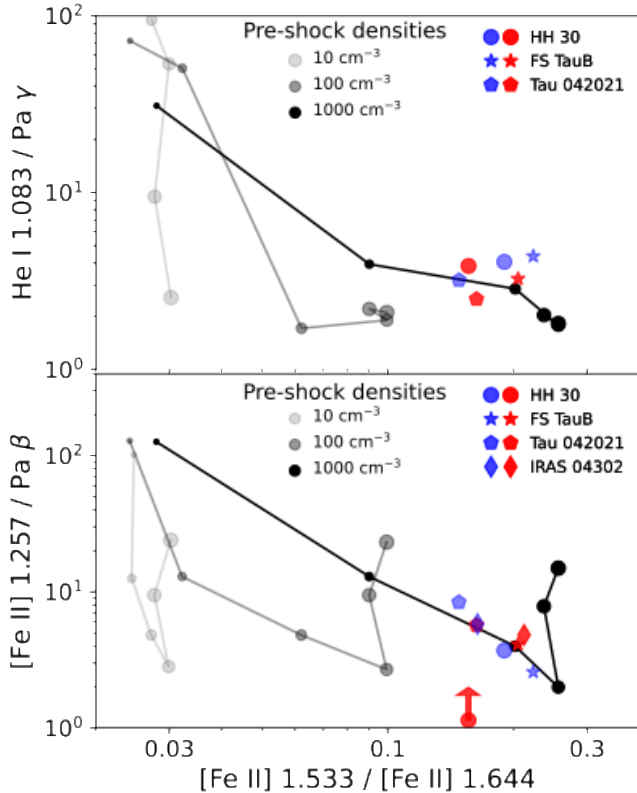 10²
10¹
10⁰
He I 1.083 / Pa γ
Pre-shock densities
10 cm⁻³
100 cm⁻³
1000 cm⁻³
HH 30
FS TauB
Tau 042021
10²
10¹
10⁰
[Fe II] 1.257 / Pa β
Pre-shock densities
10 cm⁻³
100 cm⁻³
1000 cm⁻³
HH 30
FS TauB
Tau 042021
IRAS 04302
0.03 0.1 0.3
[Fe II] 1.533 / [Fe II] 1.644